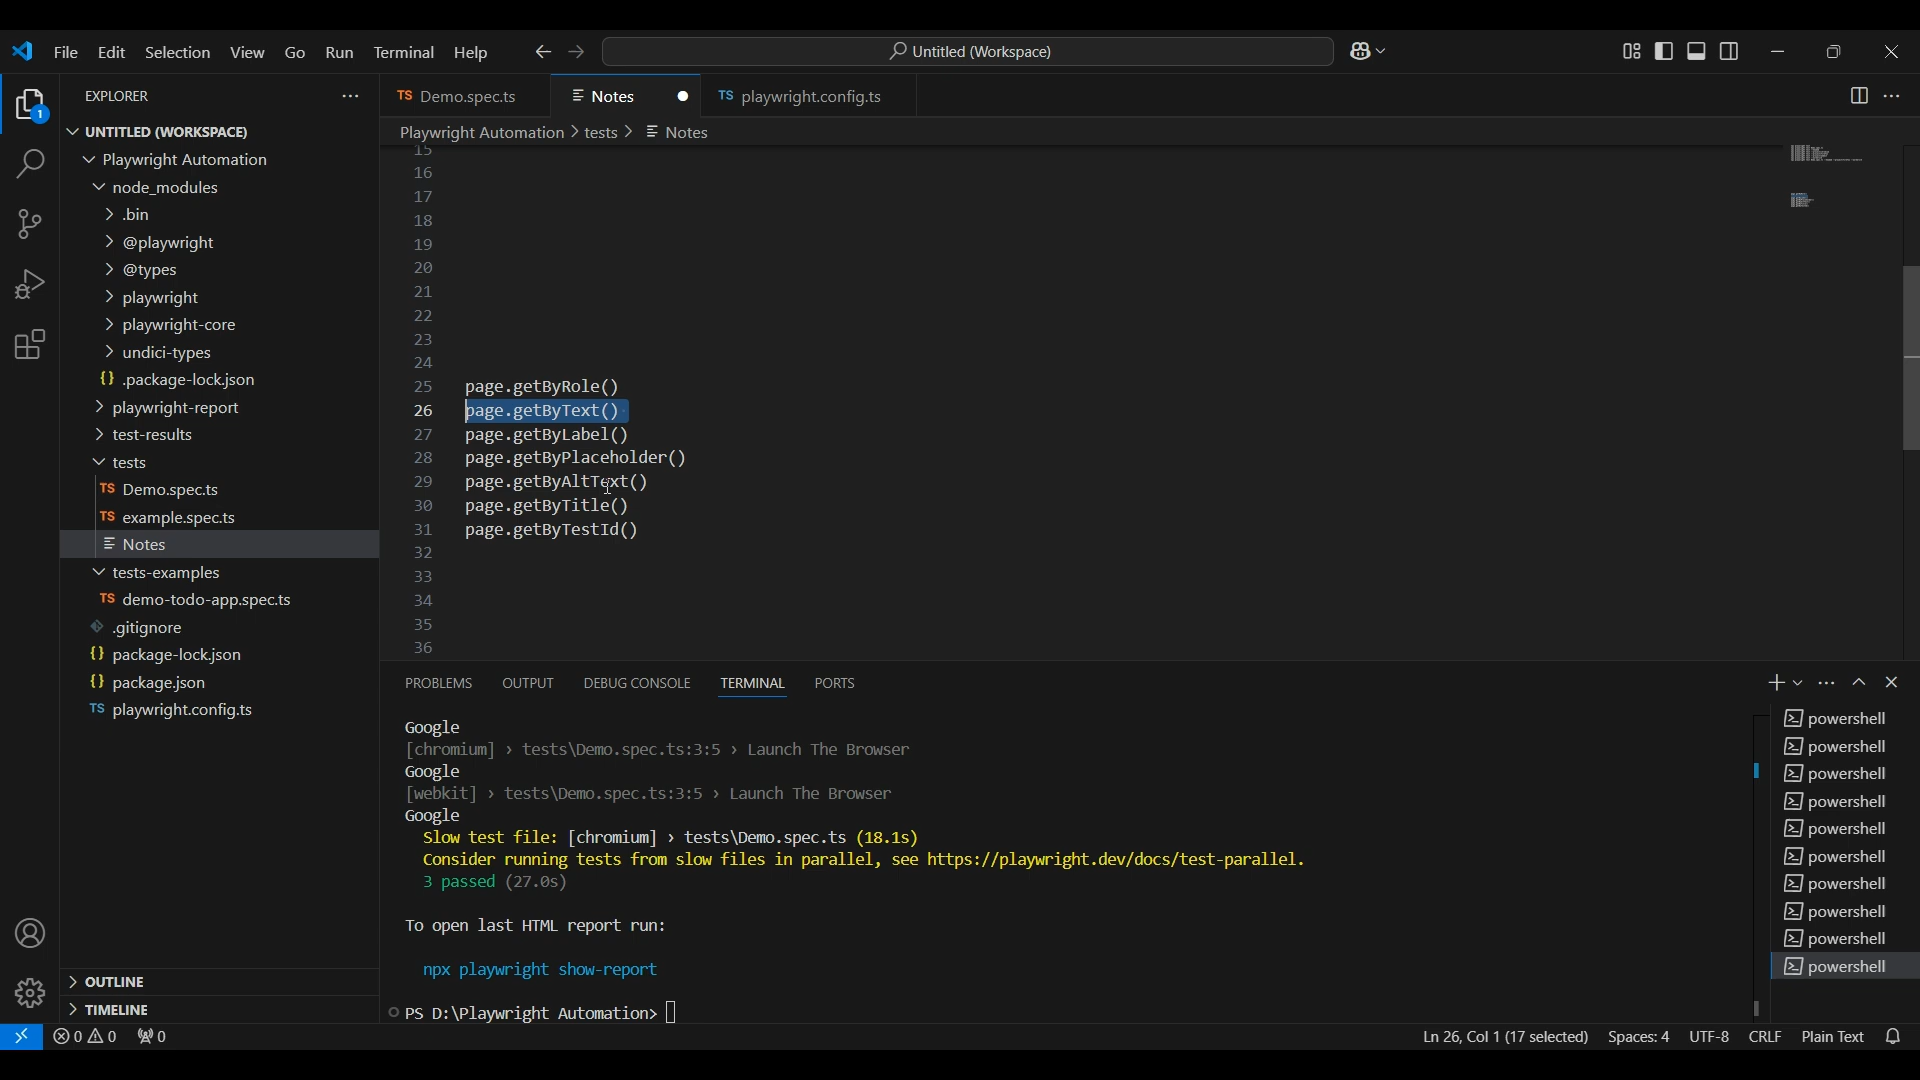 File Edit Selection View Go Run Terminal Help
Untitled (Workspace)
EXPLORER
1
UNTITLED (WORKSPACE)
Playwright Automation
node_modules
.bin
@playwright
@types
playwright
playwright-core
undici-types
{} .package-lock.json
playwright-report
test-results
tests
TS Demo.spec.ts
TS example.spec.ts
Notes
tests-examples
TS demo-todo-app.spec.ts
.gitignore
{} package-lock.json
{} package.json
TS playwright.config.ts
OUTLINE
TIMELINE
TS Demo.spec.ts
Notes
TS playwright.config.ts
Playwright Automation > tests > Notes
15
16
17
18
19
20
21
22
23
24
25 page.getByRole()
26 page.getByText()
27 page.getByLabel()
28 page.getByPlaceholder()
29 page.getByAltText()
30 page.getByTitle()
31 page.getByTestId()
32
33
34
35
36
PROBLEMS OUTPUT DEBUG CONSOLE TERMINAL PORTS
Google
[chromium] › tests\Demo.spec.ts:3:5 › Launch The Browser
Google
[webkit] › tests\Demo.spec.ts:3:5 › Launch The Browser
Google
Slow test file: [chromium] › tests\Demo.spec.ts (18.1s)
Consider running tests from slow files in parallel, see https://playwright.dev/docs/test-parallel.
3 passed (27.0s)
To open last HTML report run:
npx playwright show-report
PS D:\Playwright Automation>
powershell
powershell
powershell
powershell
powershell
powershell
powershell
powershell
powershell
powershell
0 0 0
Ln 26, Col 1 (17 selected) Spaces: 4 UTF-8 CRLF Plain Text